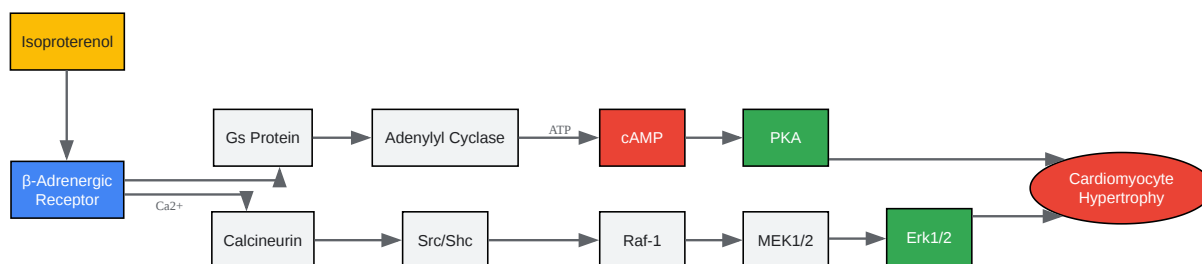 Isoproterenol
Gs Protein
Adenylyl Cyclase
ATP
cAMP
PKA
β-Adrenergic
Receptor
Ca2+
Cardiomyocyte
Hypertrophy
Calcineurin
Src/Shc
Raf-1
MEK1/2
Erk1/2